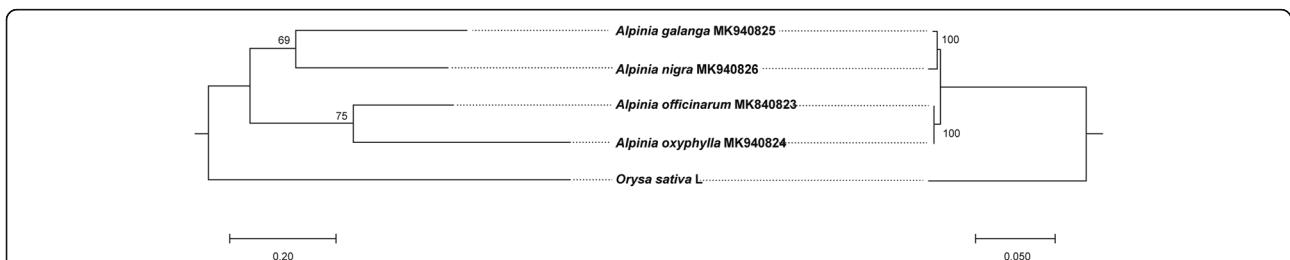 Alpinia galanga MK940825
100
69
Alpinia nigra MK940826
Alpinia officinarum MK840823
75
100
Alpinia oxyphylla MK940824
Orysa sativa L
0.20
0.050